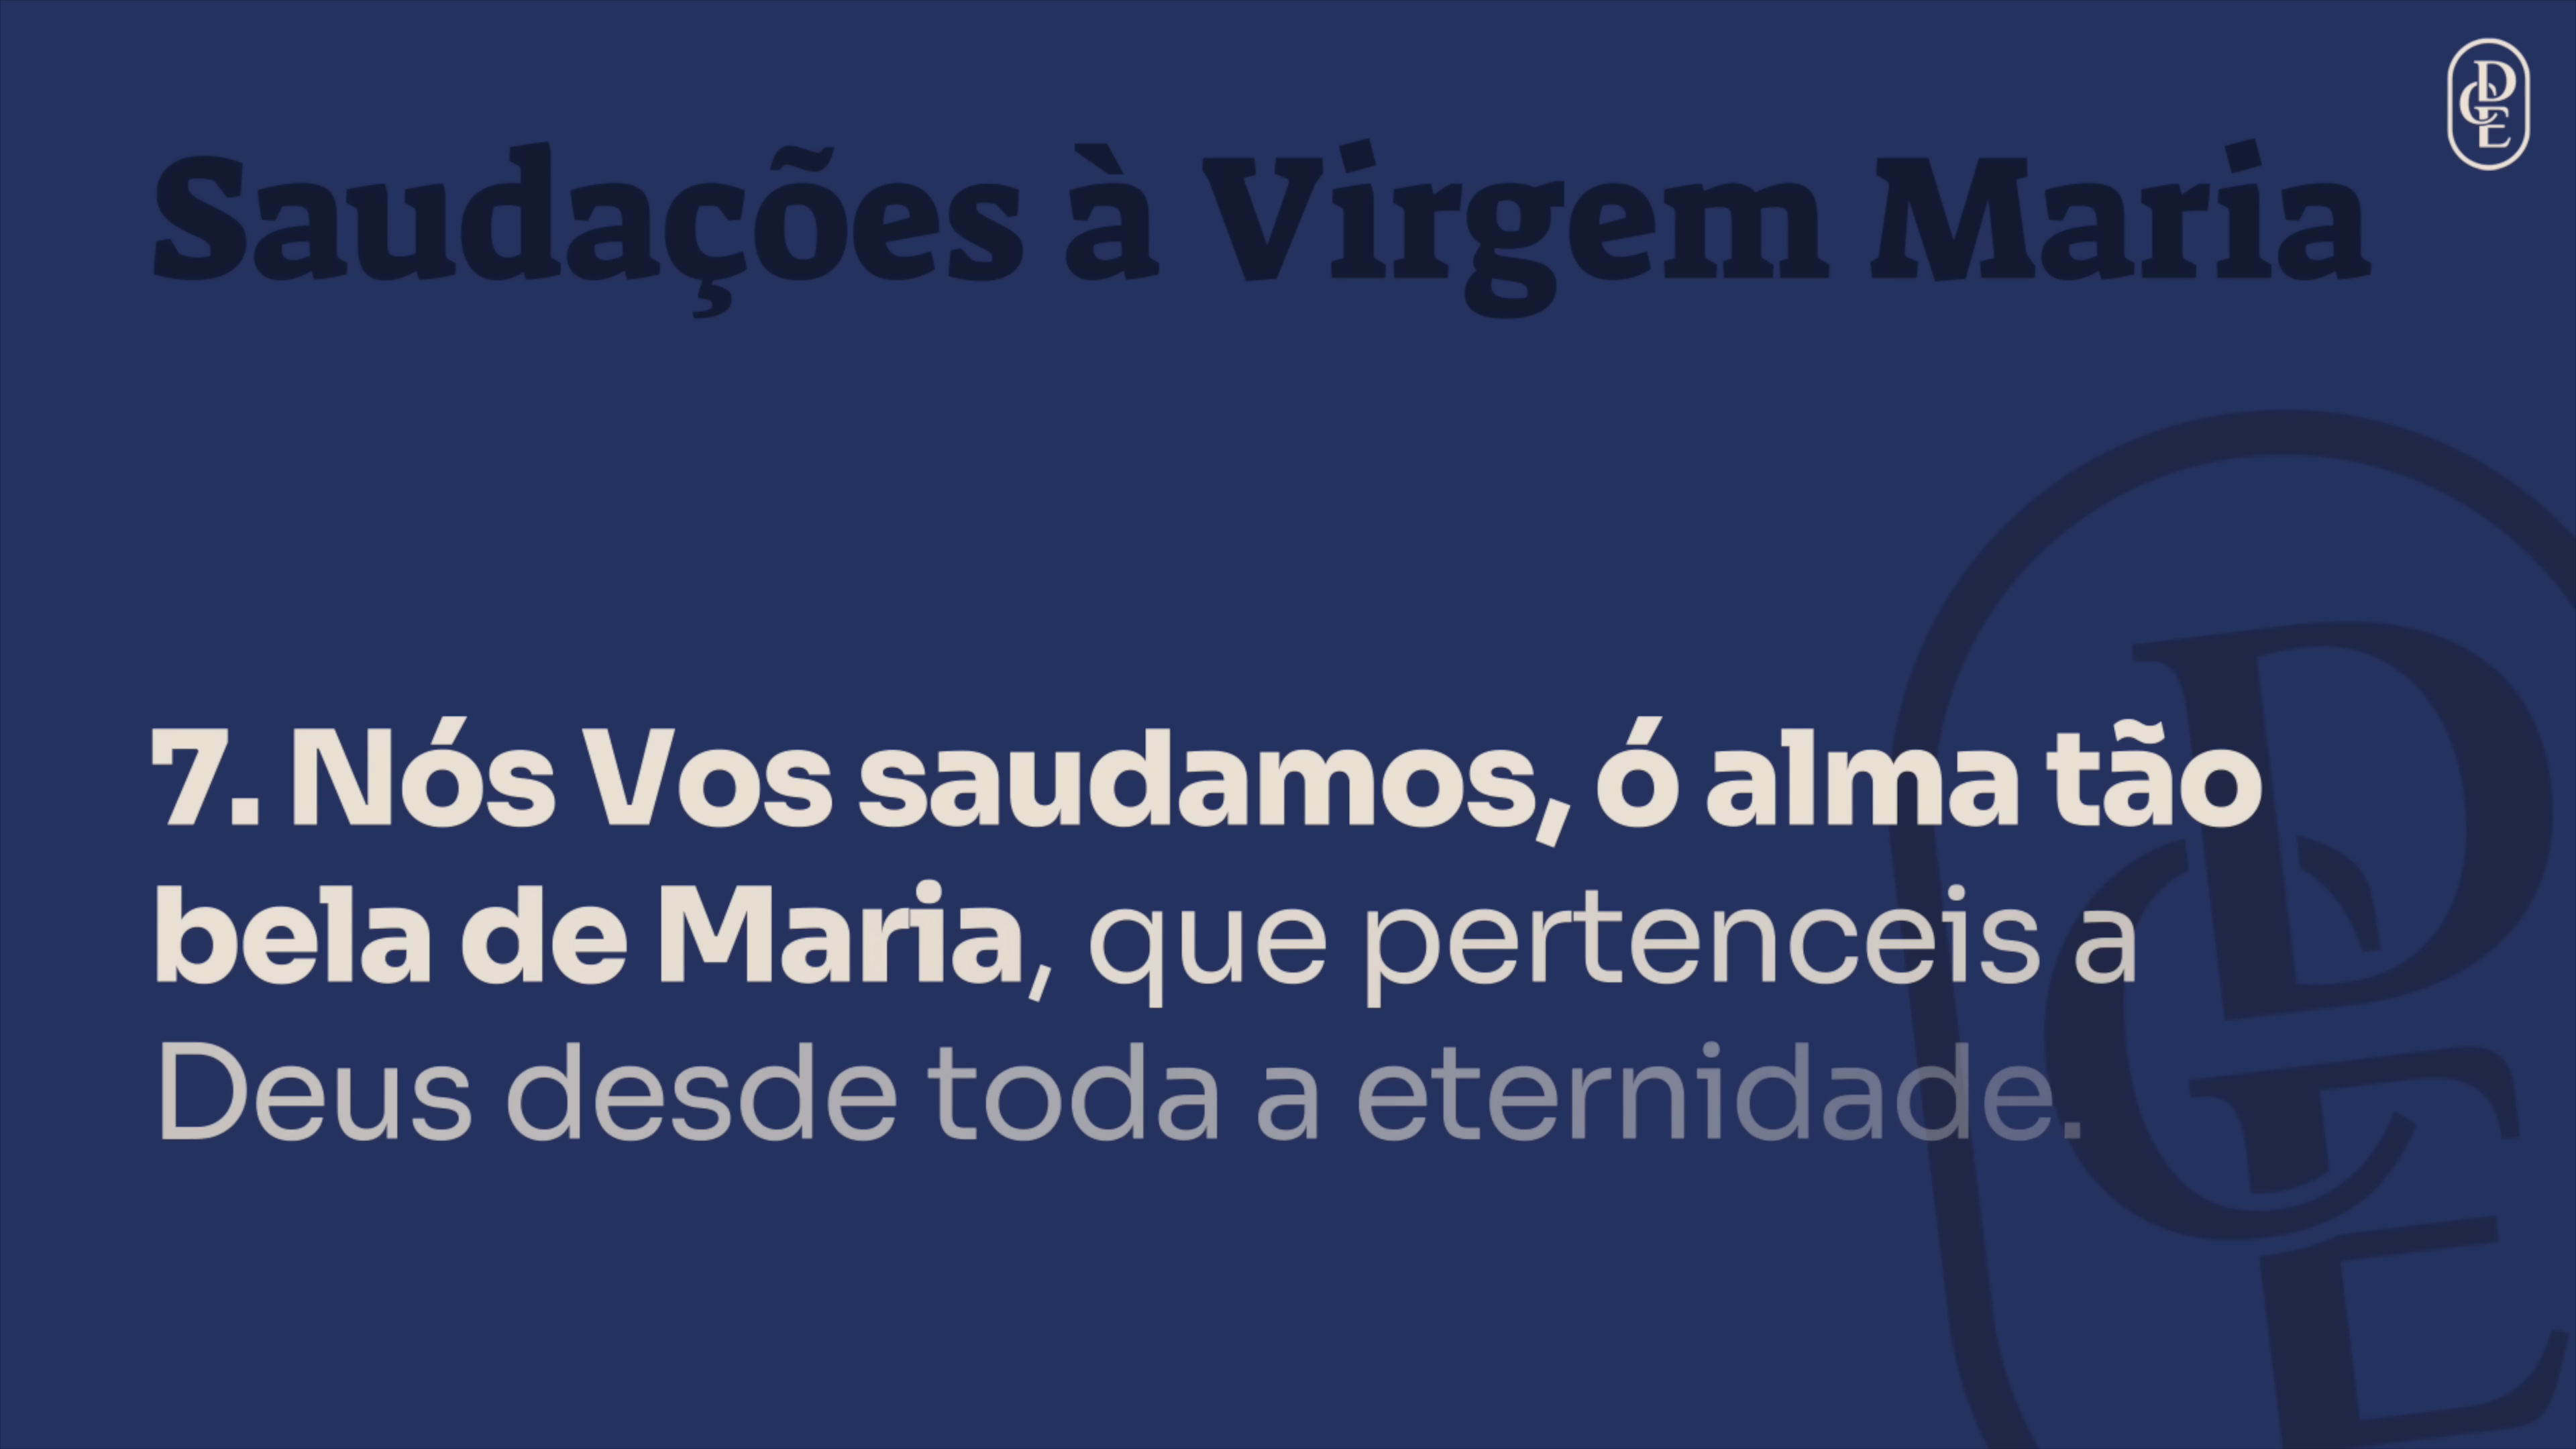 Saudações à Virgem Maria
7. Nós Vos saudamos, ó alma tão
bela de Maria, que pertenceis a
Deus desde toda a eternidade.